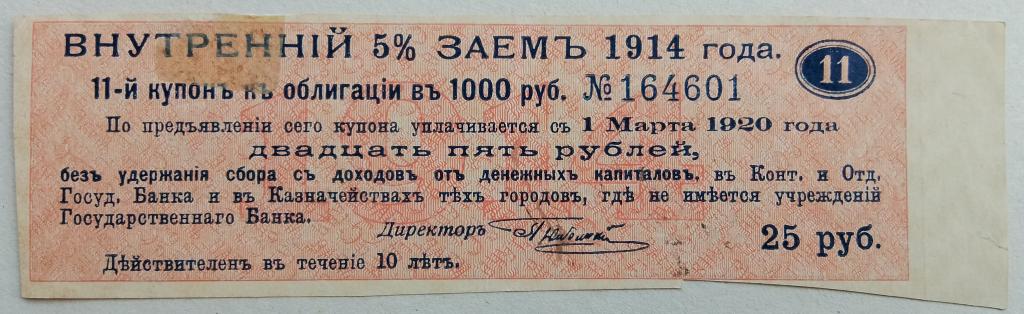 ВНУТРЕННІЙ 5% ЗАЕМЪ 1914 года.
11
11-й купонъ къ облигаціи въ 1000 руб. № 164601
По предъявленіи сего купона уплачивается съ 1 Марта 1920 года
двадцать пять рублей,
безъ удержанія сбора съ доходовъ отъ денежныхъ капиталовъ, въ Конт. и Отд.
Госуд. Банка и въ Казначействахъ тѣхъ городовъ, гдѣ не имѣется учрежденій
Государственнаго Банка.
Директоръ
25 руб.
Дѣйствителенъ въ теченіе 10 лѣтъ.